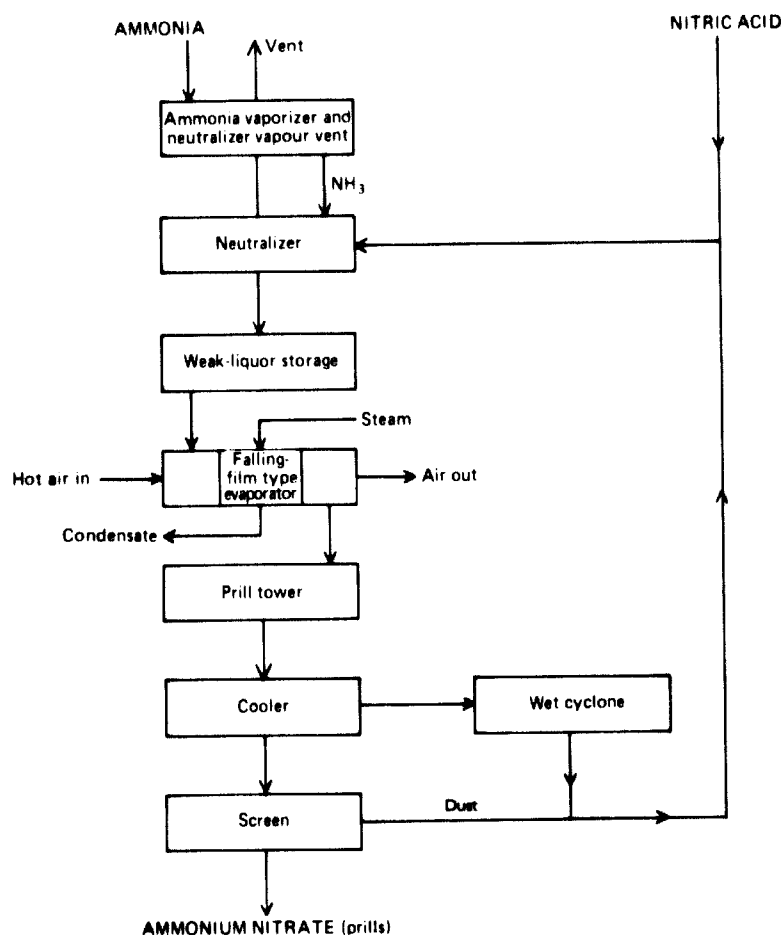 AMMONIA
NITRIC ACID
Vent
Ammonia vaporizer and
neutralizer vapour vent
NH₃
Neutralizer
Weak-liquor storage
Steam
Hot air in
Falling-
film type
evaporator
Air out
Condensate
Prill tower
Cooler
Wet cyclone
Screen
Dust
AMMONIUM NITRATE (prills)